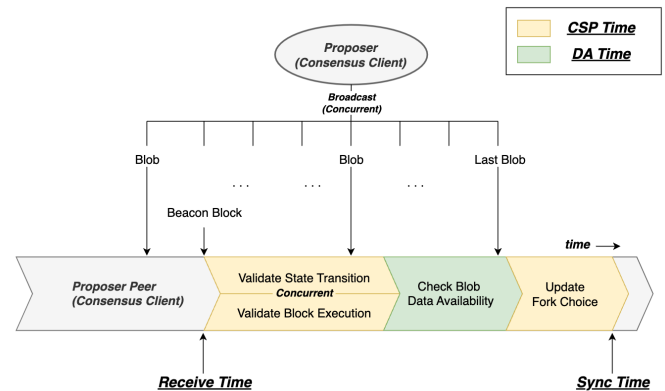 CSP Time
DA Time
Proposer
(Consensus Client)
Broadcast
(Concurrent)
Blob
Blob
Last Blob
. . .
. . .
. . .
Beacon Block
time
Proposer Peer
(Consensus Client)
Validate State Transition
Concurrent
Validate Block Execution
Check Blob
Data Availability
Update
Fork Choice
Receive Time
Sync Time